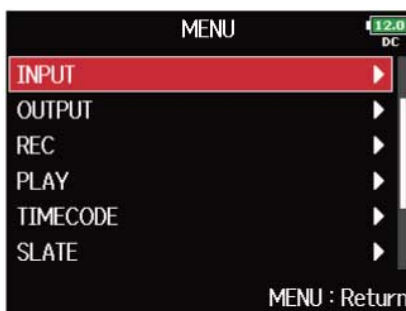 MENU
12.0
DC
INPUT
OUTPUT
REC
PLAY
TIMECODE
SLATE
MENU : Return